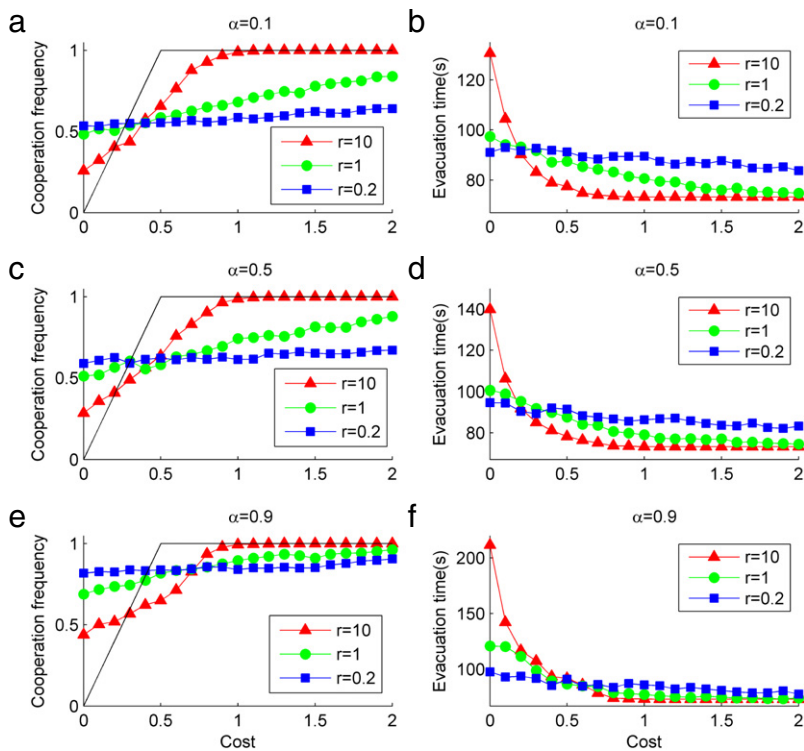 a
α=0.1
Cooperation frequency
1
0.5
0
0 0.5 1 1.5 2
r=10
r=1
r=0.2
b
α=0.1
Evacuation time(s)
120
100
80
0 0.5 1 1.5 2
r=10
r=1
r=0.2
c
α=0.5
Cooperation frequency
1
0.5
0
0 0.5 1 1.5 2
r=10
r=1
r=0.2
d
α=0.5
Evacuation time(s)
140
120
100
80
0 0.5 1 1.5 2
r=10
r=1
r=0.2
e
α=0.9
Cooperation frequency
1
0.5
0
0 0.5 1 1.5 2
Cost
r=10
r=1
r=0.2
f
α=0.9
Evacuation time(s)
200
150
100
0 0.5 1 1.5 2
Cost
r=10
r=1
r=0.2